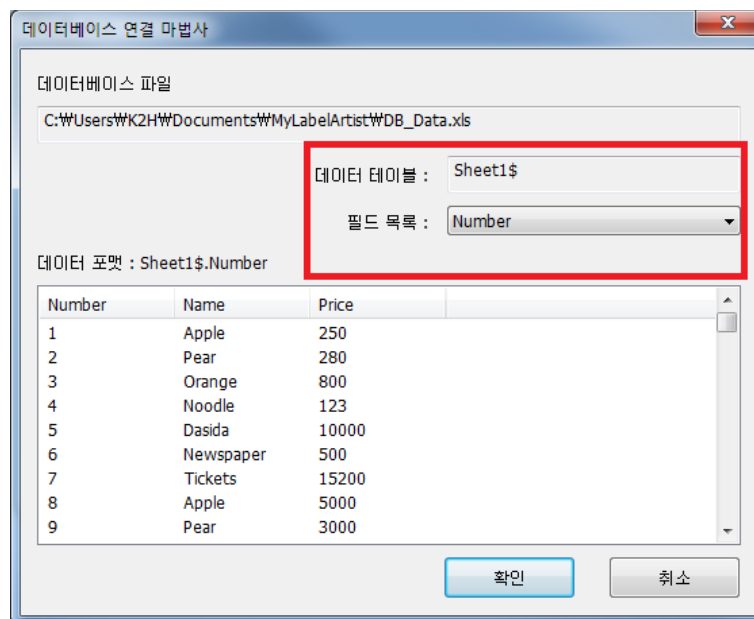 데이터베이스 연결 마법사
데이터베이스 파일
C:₩Users₩K2H₩Documents₩MyLabelArtist₩DB_Data.xls
데이터 테이블 : Sheet1$
필드 목록 : Number
데이터 포맷 : Sheet1$.Number
Number Name Price
1 Apple 250
2 Pear 280
3 Orange 800
4 Noodle 123
5 Dasida 10000
6 Newspaper 500
7 Tickets 15200
8 Apple 5000
9 Pear 3000
확인 취소